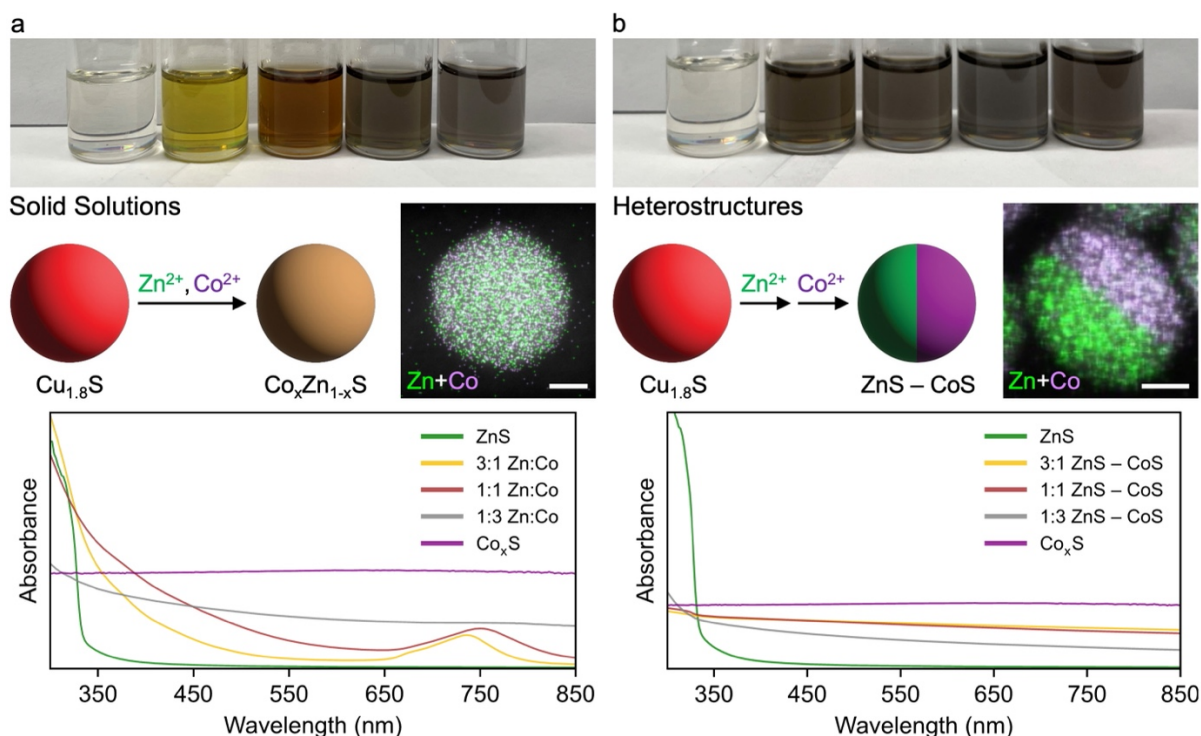 a
Solid Solutions
Zn²⁺, Co²⁺
Cu₁.₈S
CoₓZn₁₋ₓS
Zn+Co
Absorbance
ZnS
3:1 Zn:Co
1:1 Zn:Co
1:3 Zn:Co
CoₓS
350 450 550 650 750 850
Wavelength (nm)
b
Heterostructures
Zn²⁺ Co²⁺
Cu₁.₈S
ZnS – CoS
Zn+Co
Absorbance
ZnS
3:1 ZnS – CoS
1:1 ZnS – CoS
1:3 ZnS – CoS
CoₓS
350 450 550 650 750 850
Wavelength (nm)